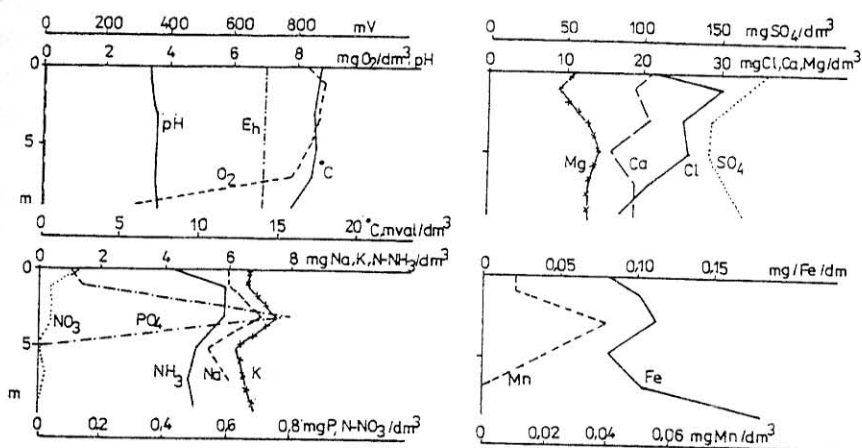 0 200 400 600 800 mV
0 2 4 6 8 mgO₂/dm³, pH
0
pH Eh
5
O₂ °C
m
0 5 10 15 20 °C, mval/dm³
0 2 4 6 8 mg Na, K, N-NH₃/dm³
0
NO₃ PO₄
5
NH₃ Na K
m
0 0,2 0,4 0,6 0,8 mgP, N-NO₃/dm³
0 50 100 150 mgSO₄/dm³
0 10 20 30 mgCl, Ca, Mg/dm³
Mg Ca Cl SO₄
0 0,05 0,10 0,15 mg/Fe/dm
Mn Fe
0 0,02 0,04 0,06 mgMn/dm³